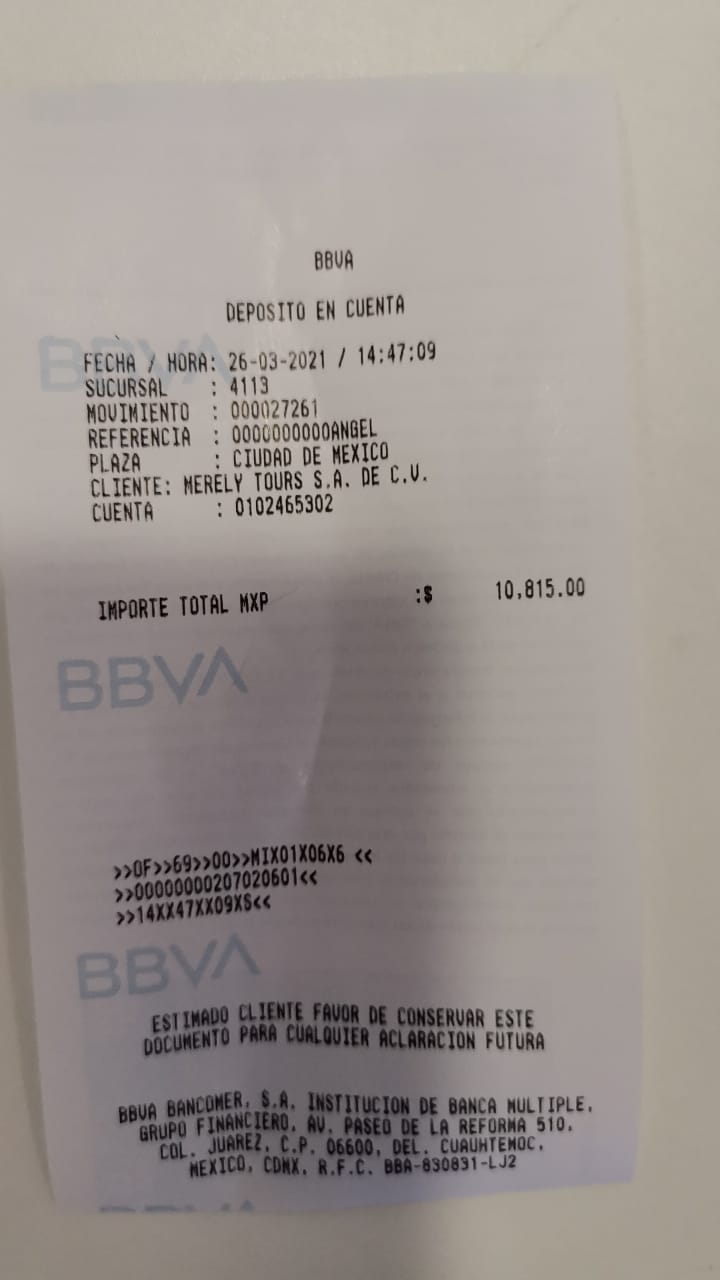 BBVA
DEPOSITO EN CUENTA
FECHA / HORA: 26-03-2021 / 14:47:09
SUCURSAL : 4113
MOVIMIENTO : 000027261
REFERENCIA : 0000000000ANGEL
PLAZA : CIUDAD DE MEXICO
CLIENTE: MERELY TOURS S.A. DE C.V.
CUENTA : 0102465302
IMPORTE TOTAL MXP :$ 10,815.00
BBVA
>>0F>>69>>00>>MIX01X06X6 <<
>>00000000207020601<<
>>14XX47XX09XS<<
BBVA
ESTIMADO CLIENTE FAVOR DE CONSERVAR ESTE
DOCUMENTO PARA CUALQUIER ACLARACION FUTURA
BBVA BANCOMER, S.A. INSTITUCION DE BANCA MULTIPLE,
GRUPO FINANCIERO, AV. PASEO DE LA REFORMA 510,
COL. JUAREZ, C.P. 06600, DEL. CUAUHTEMOC,
MEXICO, CDMX, R.F.C. BBA-830831-LJ2